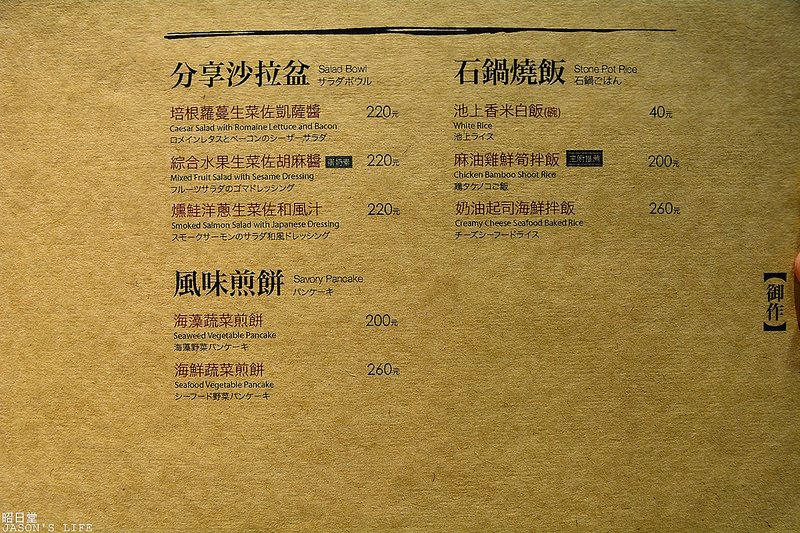 分享沙拉盆 Salad Bowl
サラダボウル
培根蘿蔓生菜佐凱薩醬 220元
Caesar Salad with Romaine Lettuce and Bacon
ロメインレタスとベーコンのシーザーサラダ
綜合水果生菜佐胡麻醬 蛋奶素 220元
Mixed Fruit Salad with Sesame Dressing
フルーツサラダのゴマドレッシング
燻鮭洋蔥生菜佐和風汁 220元
Smoked Salmon Salad with Japanese Dressing
スモークサーモンのサラダ和風ドレッシング
風味煎餅 Savory Pancake
パンケーキ
海藻蔬菜煎餅 200元
Seaweed Vegetable Pancake
海藻野菜パンケーキ
海鮮蔬菜煎餅 260元
Seafood Vegetable Pancake
シーフード野菜パンケーキ
石鍋燒飯 Stone Pot Rice
石鍋ごはん
池上香米白飯(碗) 40元
White Rice
池上ライス
麻油雞鮮筍拌飯 主廚推薦 200元
Chicken Bamboo Shoot Rice
鶏タケノコご飯
奶油起司海鮮拌飯 260元
Creamy Cheese Seafood Baked Rice
チーズシーフードライス
【御作】
昭日堂
JASON'S LIFE